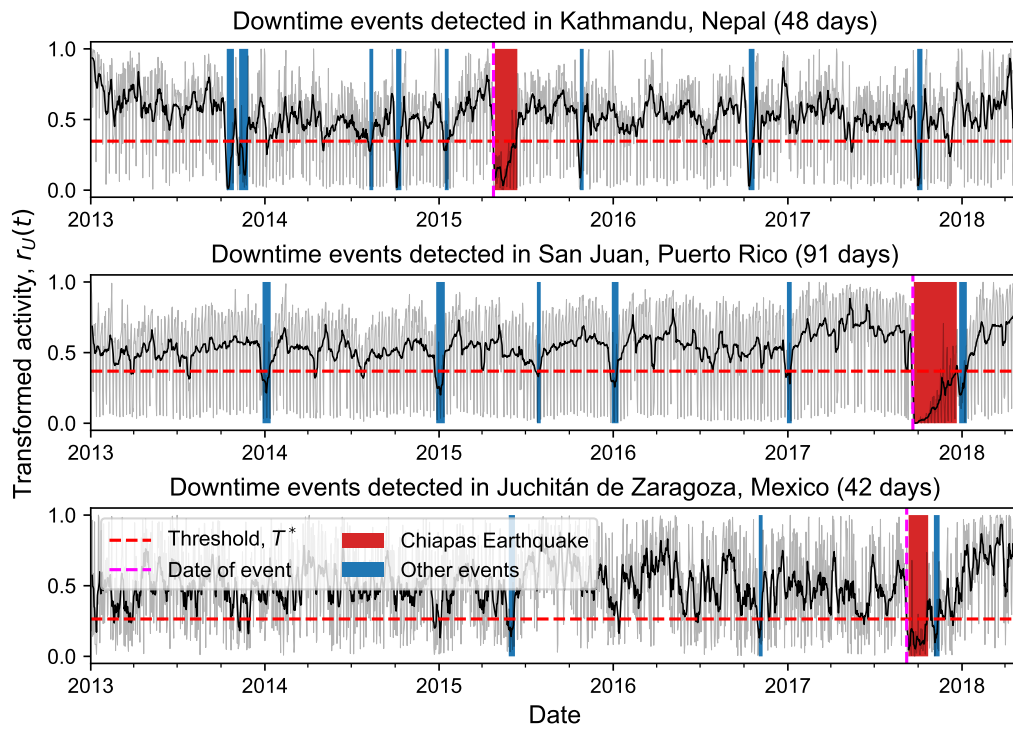 Downtime events detected in Kathmandu, Nepal (48 days)
1.0
0.5
0.0
2013 2014 2015 2016 2017 2018
Downtime events detected in San Juan, Puerto Rico (91 days)
Transformed activity, r_U(t)
1.0
0.5
0.0
2013 2014 2015 2016 2017 2018
Downtime events detected in Juchitán de Zaragoza, Mexico (42 days)
1.0
0.5
0.0
Threshold, T*
Date of event
Chiapas Earthquake
Other events
2013 2014 2015 2016 2017 2018
Date